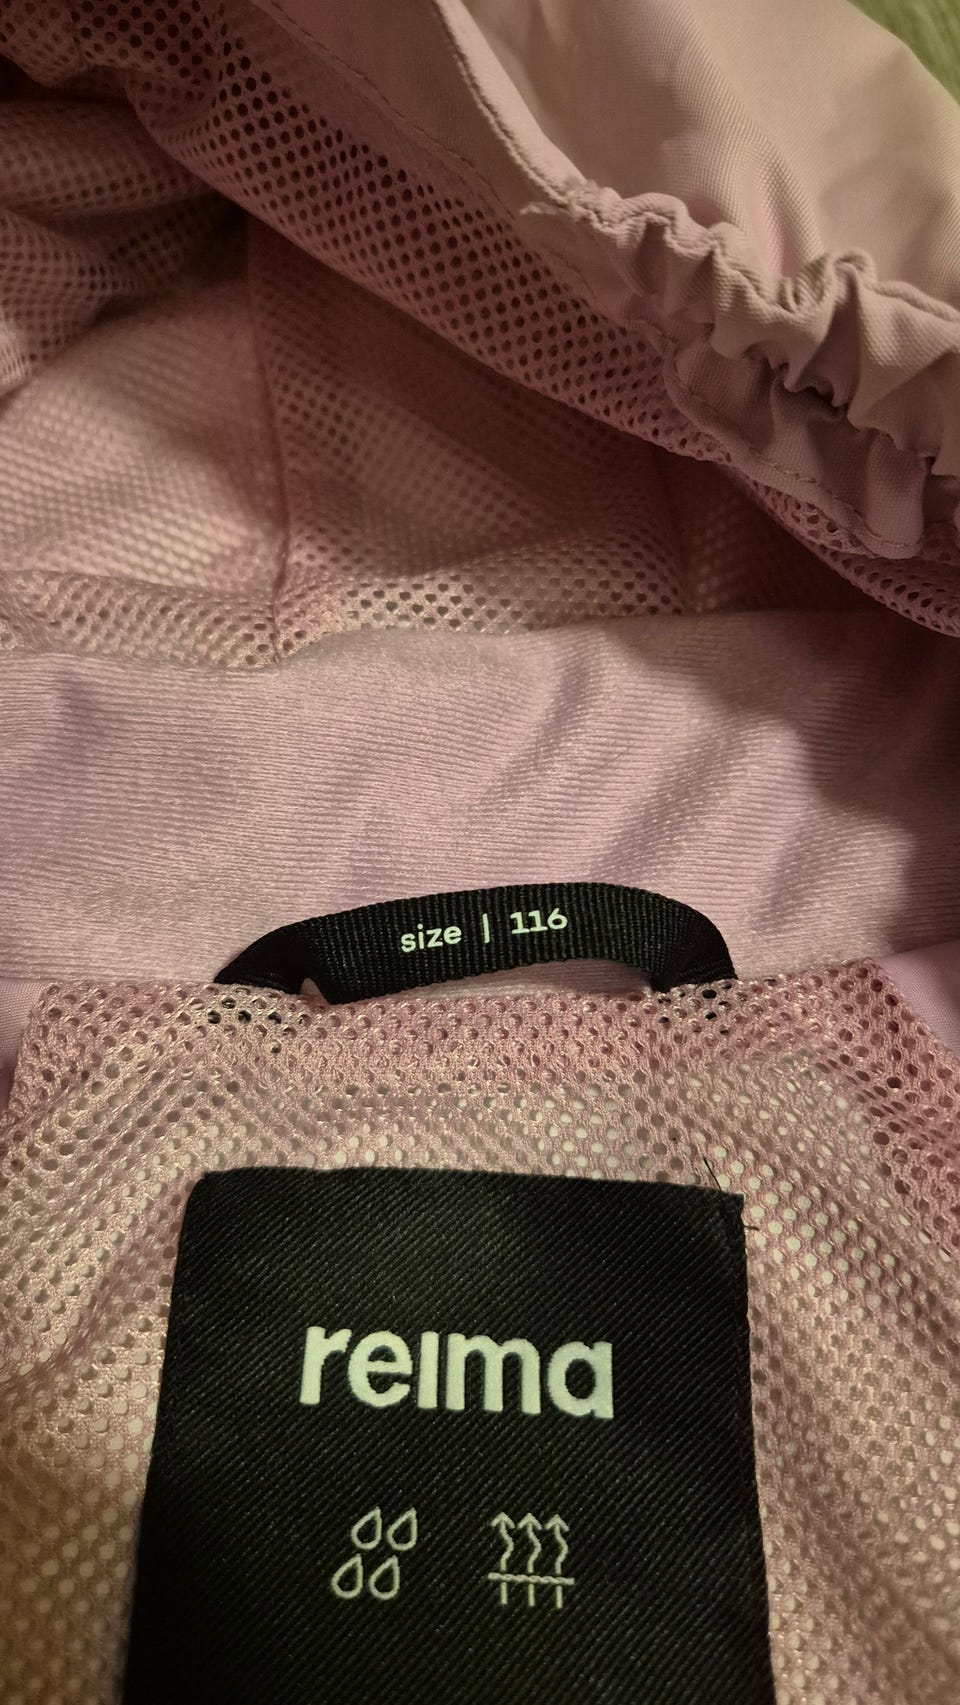 size | 116
reima